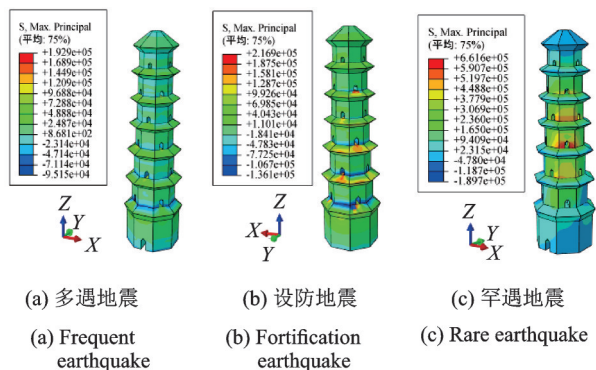 S, Max. Principal
(平均: 75%)
+1.929e+05
+1.689e+05
+1.449e+05
+1.209e+05
+9.688e+04
+7.288e+04
+4.888e+04
+2.487e+04
+8.681e+02
-2.314e+04
-4.714e+04
-7.114e+04
-9.515e+04
Z
Y
X
(a) 多遇地震
(a) Frequent
earthquake
S, Max. Principal
(平均: 75%)
+2.169e+05
+1.875e+05
+1.581e+05
+1.287e+05
+9.926e+04
+6.985e+04
+4.043e+04
+1.101e+04
-1.841e+04
-4.783e+04
-7.725e+04
-1.067e+05
-1.361e+05
Z
X
Y
(b) 设防地震
(b) Fortification
earthquake
S, Max. Principal
(平均: 75%)
+6.616e+05
+5.907e+05
+5.197e+05
+4.488e+05
+3.779e+05
+3.069e+05
+2.360e+05
+1.650e+05
+9.409e+04
+2.315e+04
-4.780e+04
-1.187e+05
-1.897e+05
Z
Y
X
(c) 罕遇地震
(c) Rare earthquake